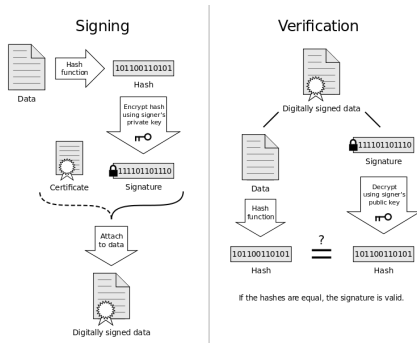 Signing
Hash
function
101100110101
Data
Hash
Encrypt hash
using signer's
private key
111101101110
Certificate
Signature
Attach
to data
Digitally signed data
Verification
Digitally signed data
111101101110
Signature
Data
Hash
function
Decrypt
using signer's
public key
?
=
101100110101
101100110101
Hash
Hash
If the hashes are equal, the signature is valid.